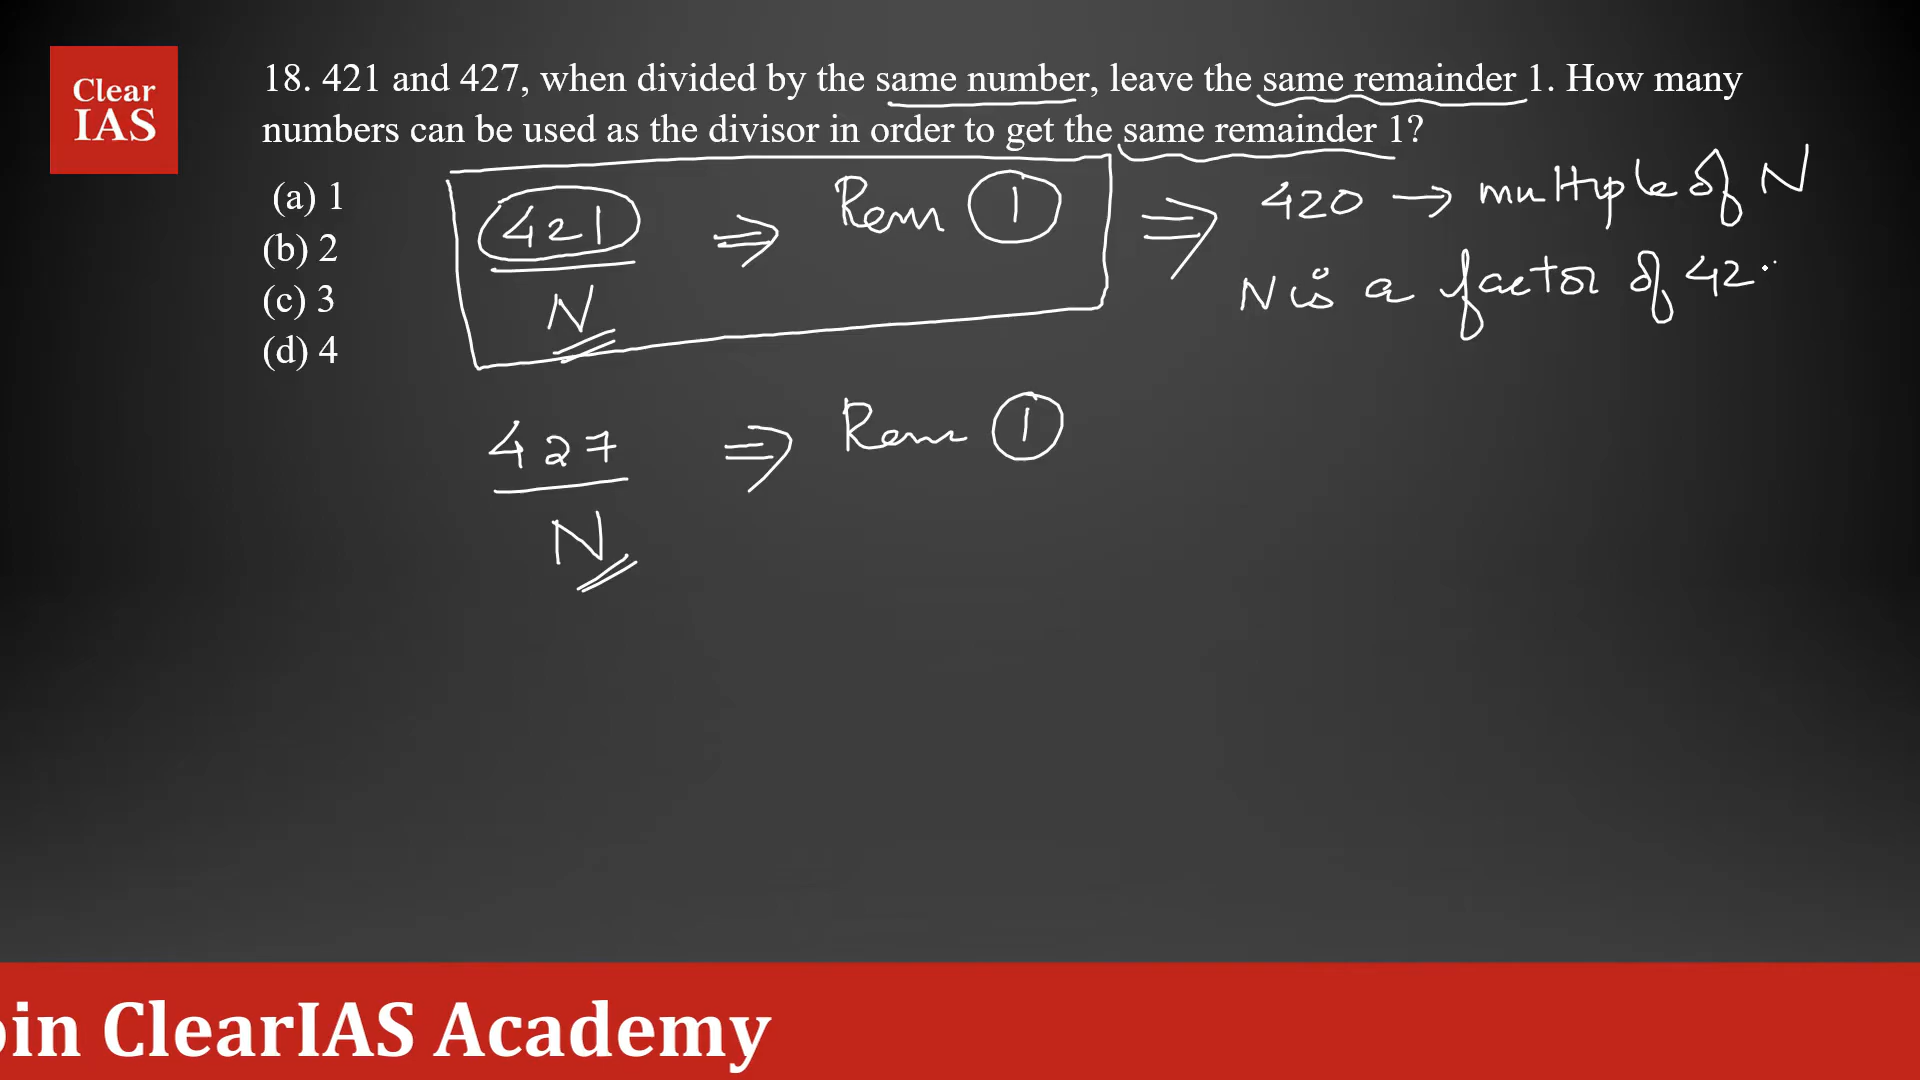 Clear
IAS
18. 421 and 427, when divided by the same number, leave the same remainder 1. How many
numbers can be used as the divisor in order to get the same remainder 1?
(a) 1
(b) 2
(c) 3
(d) 4
421 ⇒ Rem 1
N
⇒ 420 → multiple of N
N is a factor of 42
427 ⇒ Rem 1
N
oin ClearIAS Academy